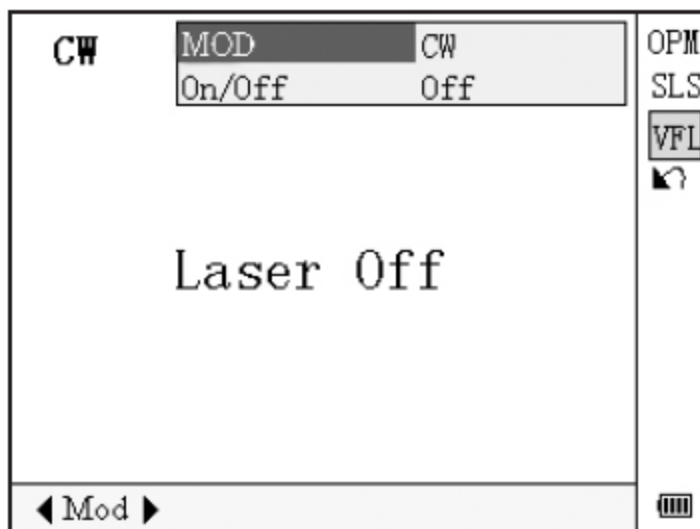 CW
MOD CW
On/Off Off
OPM
SLS
VFL
Laser Off
Mod